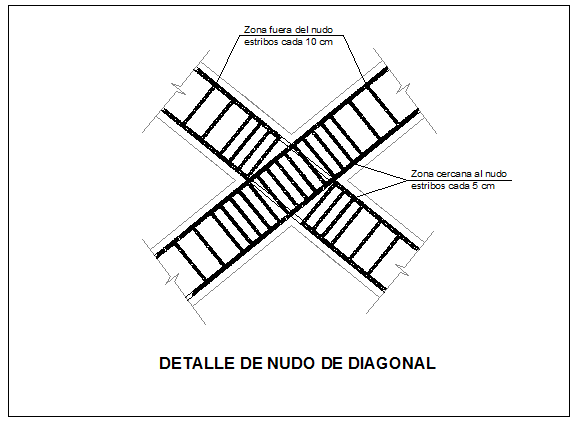 Zona fuera del nudo
estribos cada 10 cm
Zona cercana al nudo
estribos cada 5 cm
DETALLE DE NUDO DE DIAGONAL